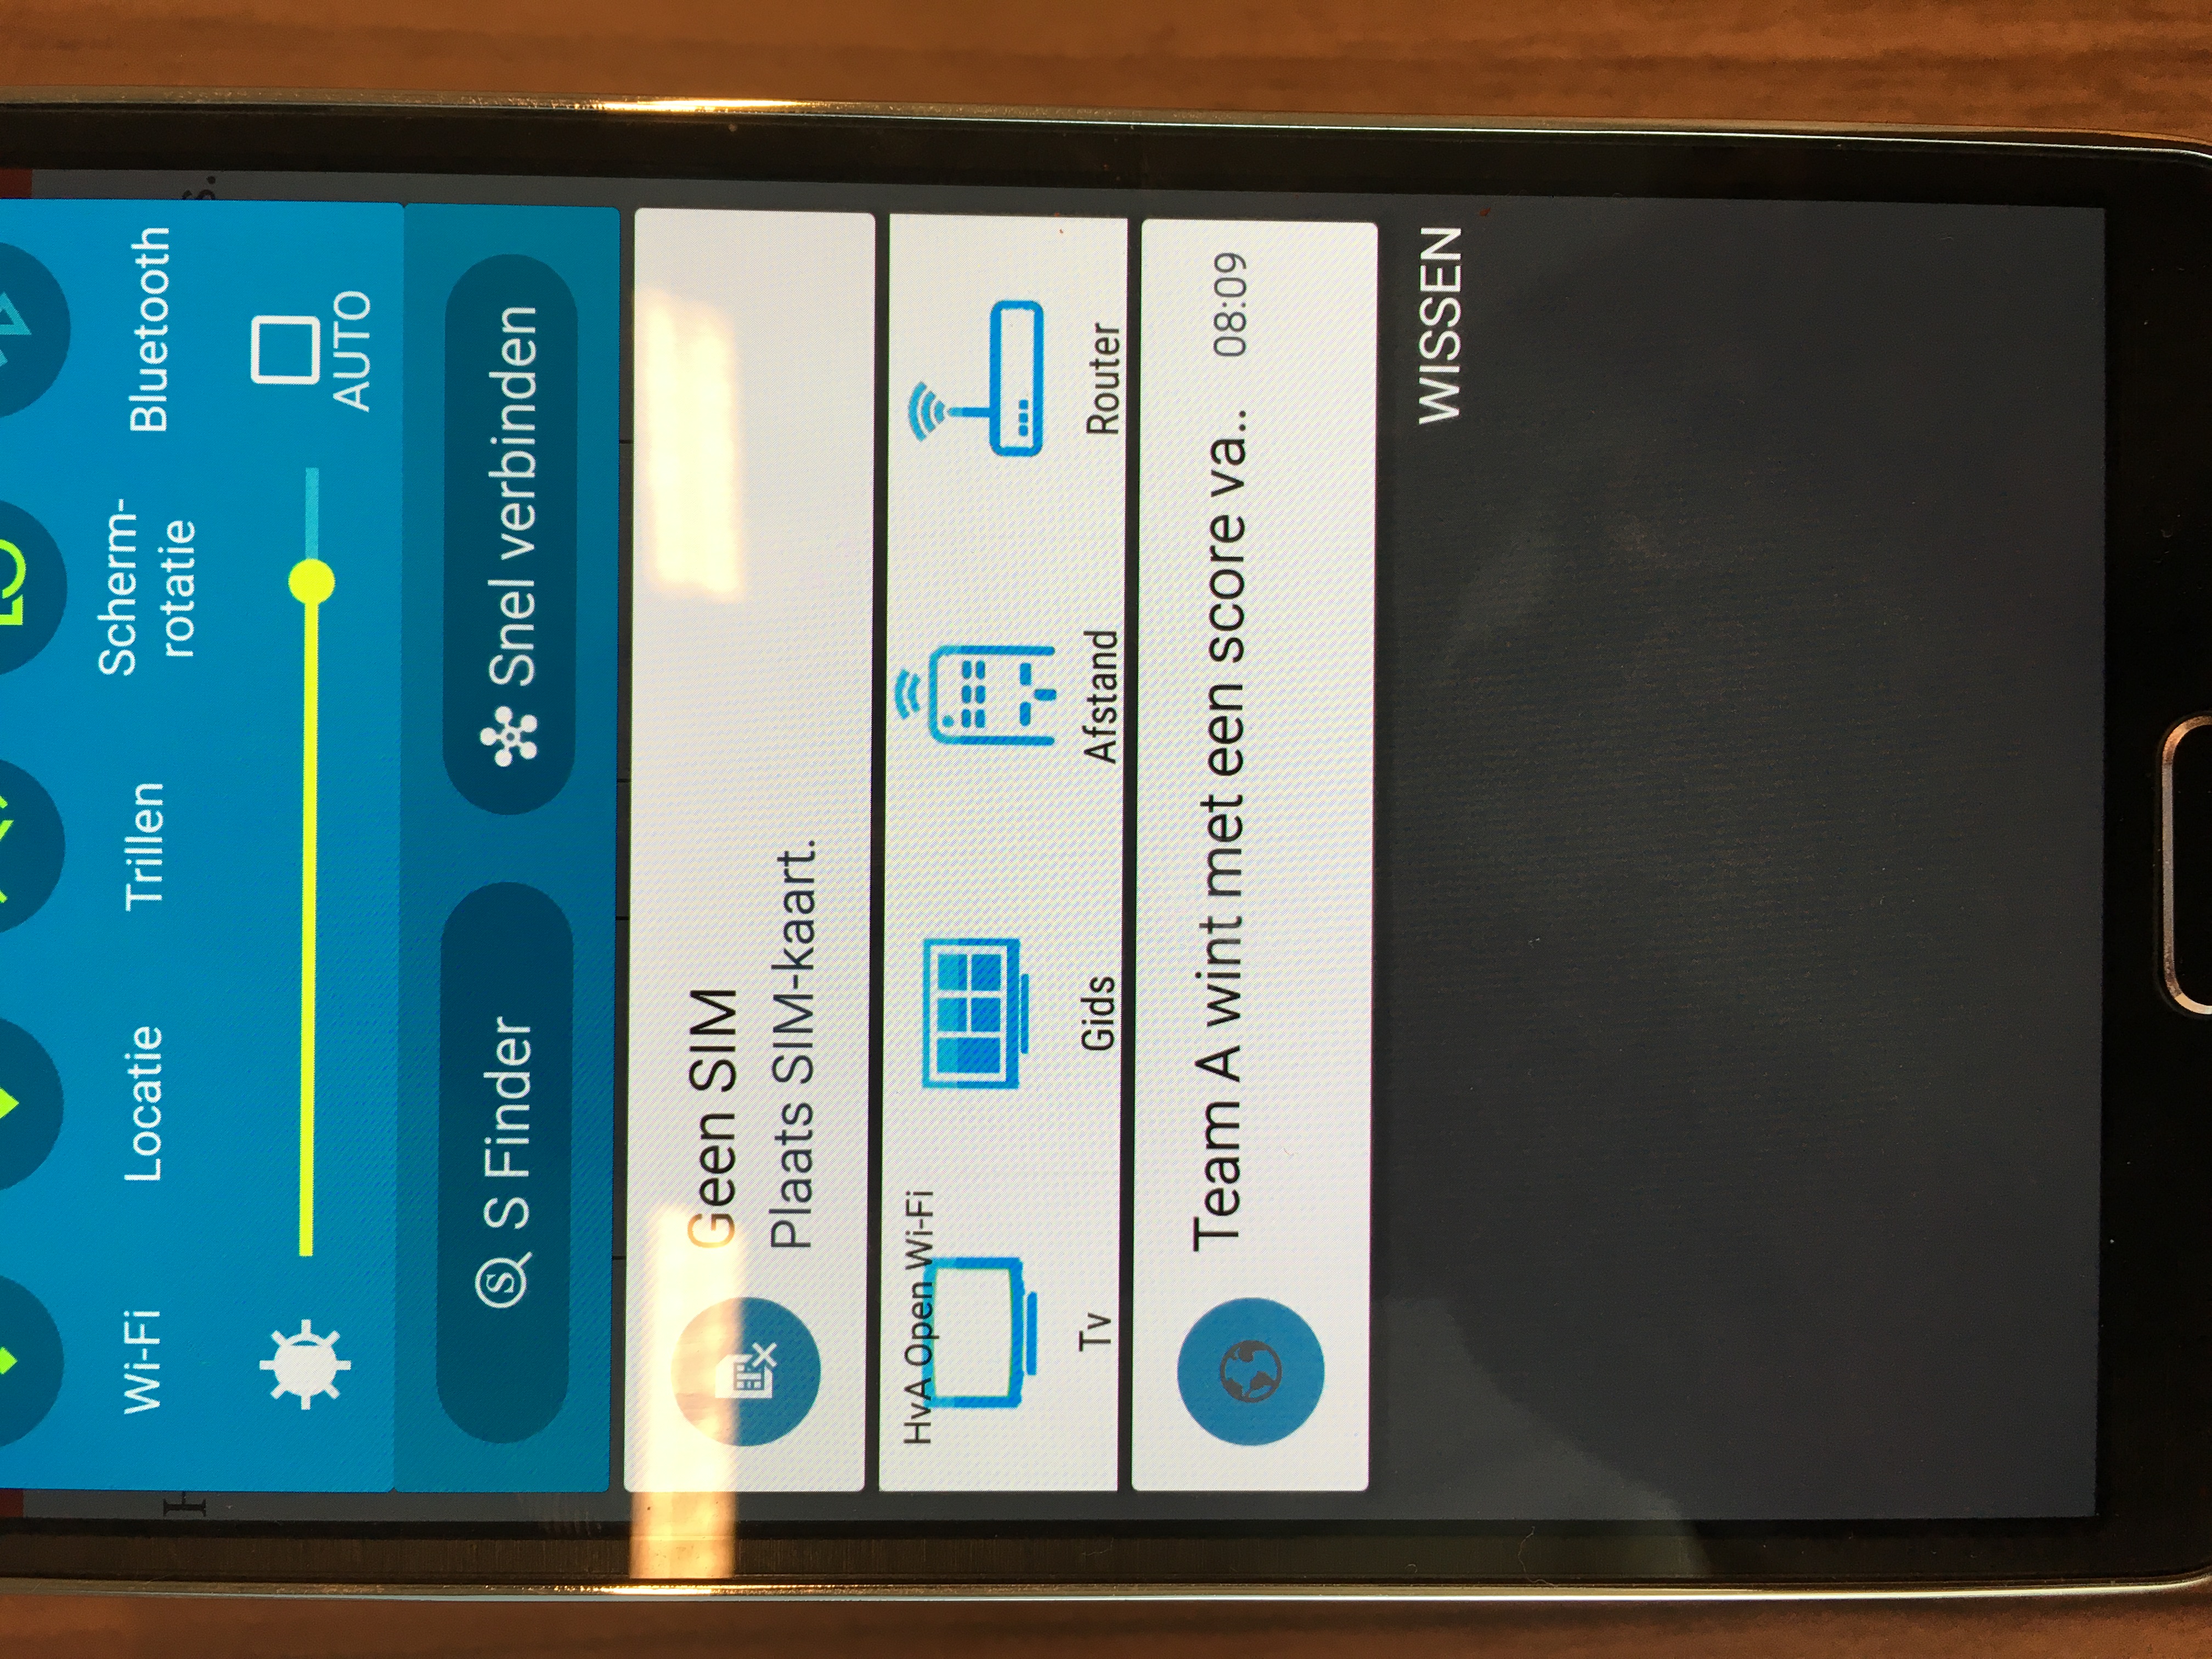 Wi-Fi
Locatie
Trillen
Scherm-
rotatie
Bluetooth
AUTO
S Finder
Snel verbinden
Geen SIM
Plaats SIM-kaart.
HvA Open Wi-Fi
Tv
Gids
Afstand
Router
Team A wint met een score va.. 08:09
WISSEN